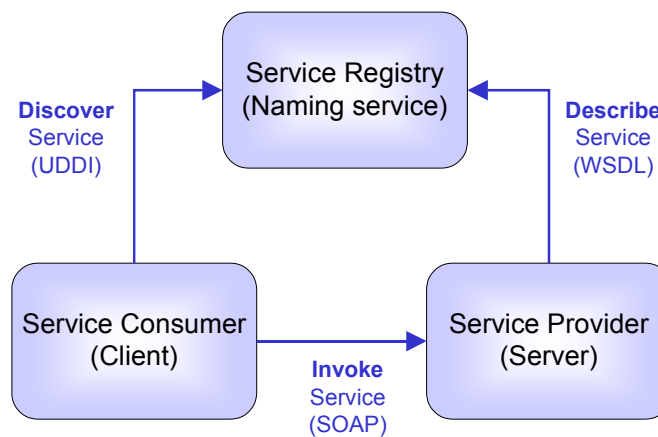 Service Registry
(Naming service)
Discover
Service
(UDDI)
Describe
Service
(WSDL)
Service Consumer
(Client)
Service Provider
(Server)
Invoke
Service
(SOAP)